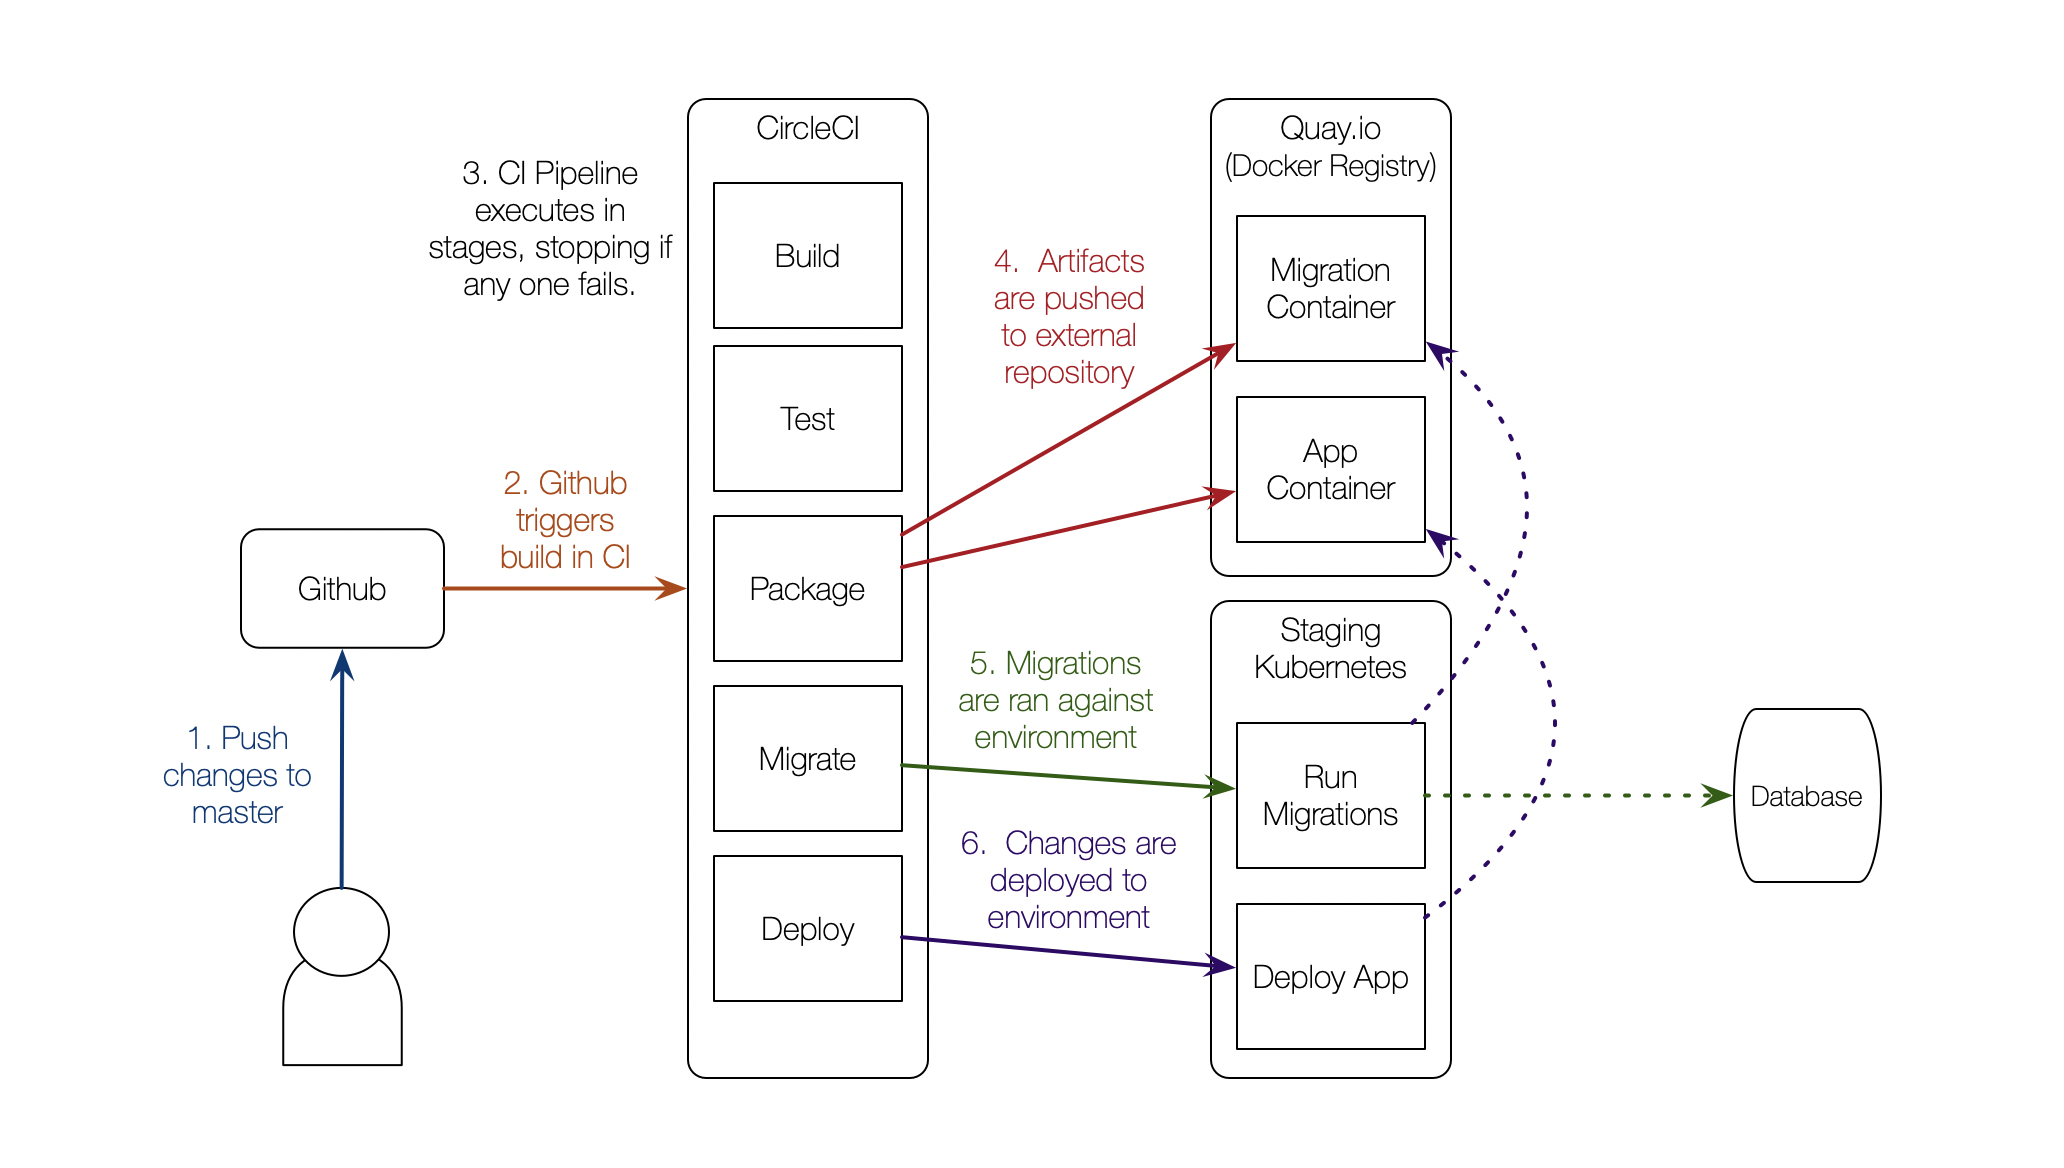 CircleCI
Quay.io
(Docker Registry)
3. CI Pipeline
executes in
stages, stopping if
any one fails.
Build
4.  Artifacts
are pushed
to external
repository
Migration
Container
Test
App
Container
2. Github
triggers
build in CI
Github
Package
Staging
Kubernetes
5. Migrations
are ran against
environment
1. Push
changes to
master
Migrate
Run
Migrations
Database
6.  Changes are
deployed to
environment
Deploy
Deploy App